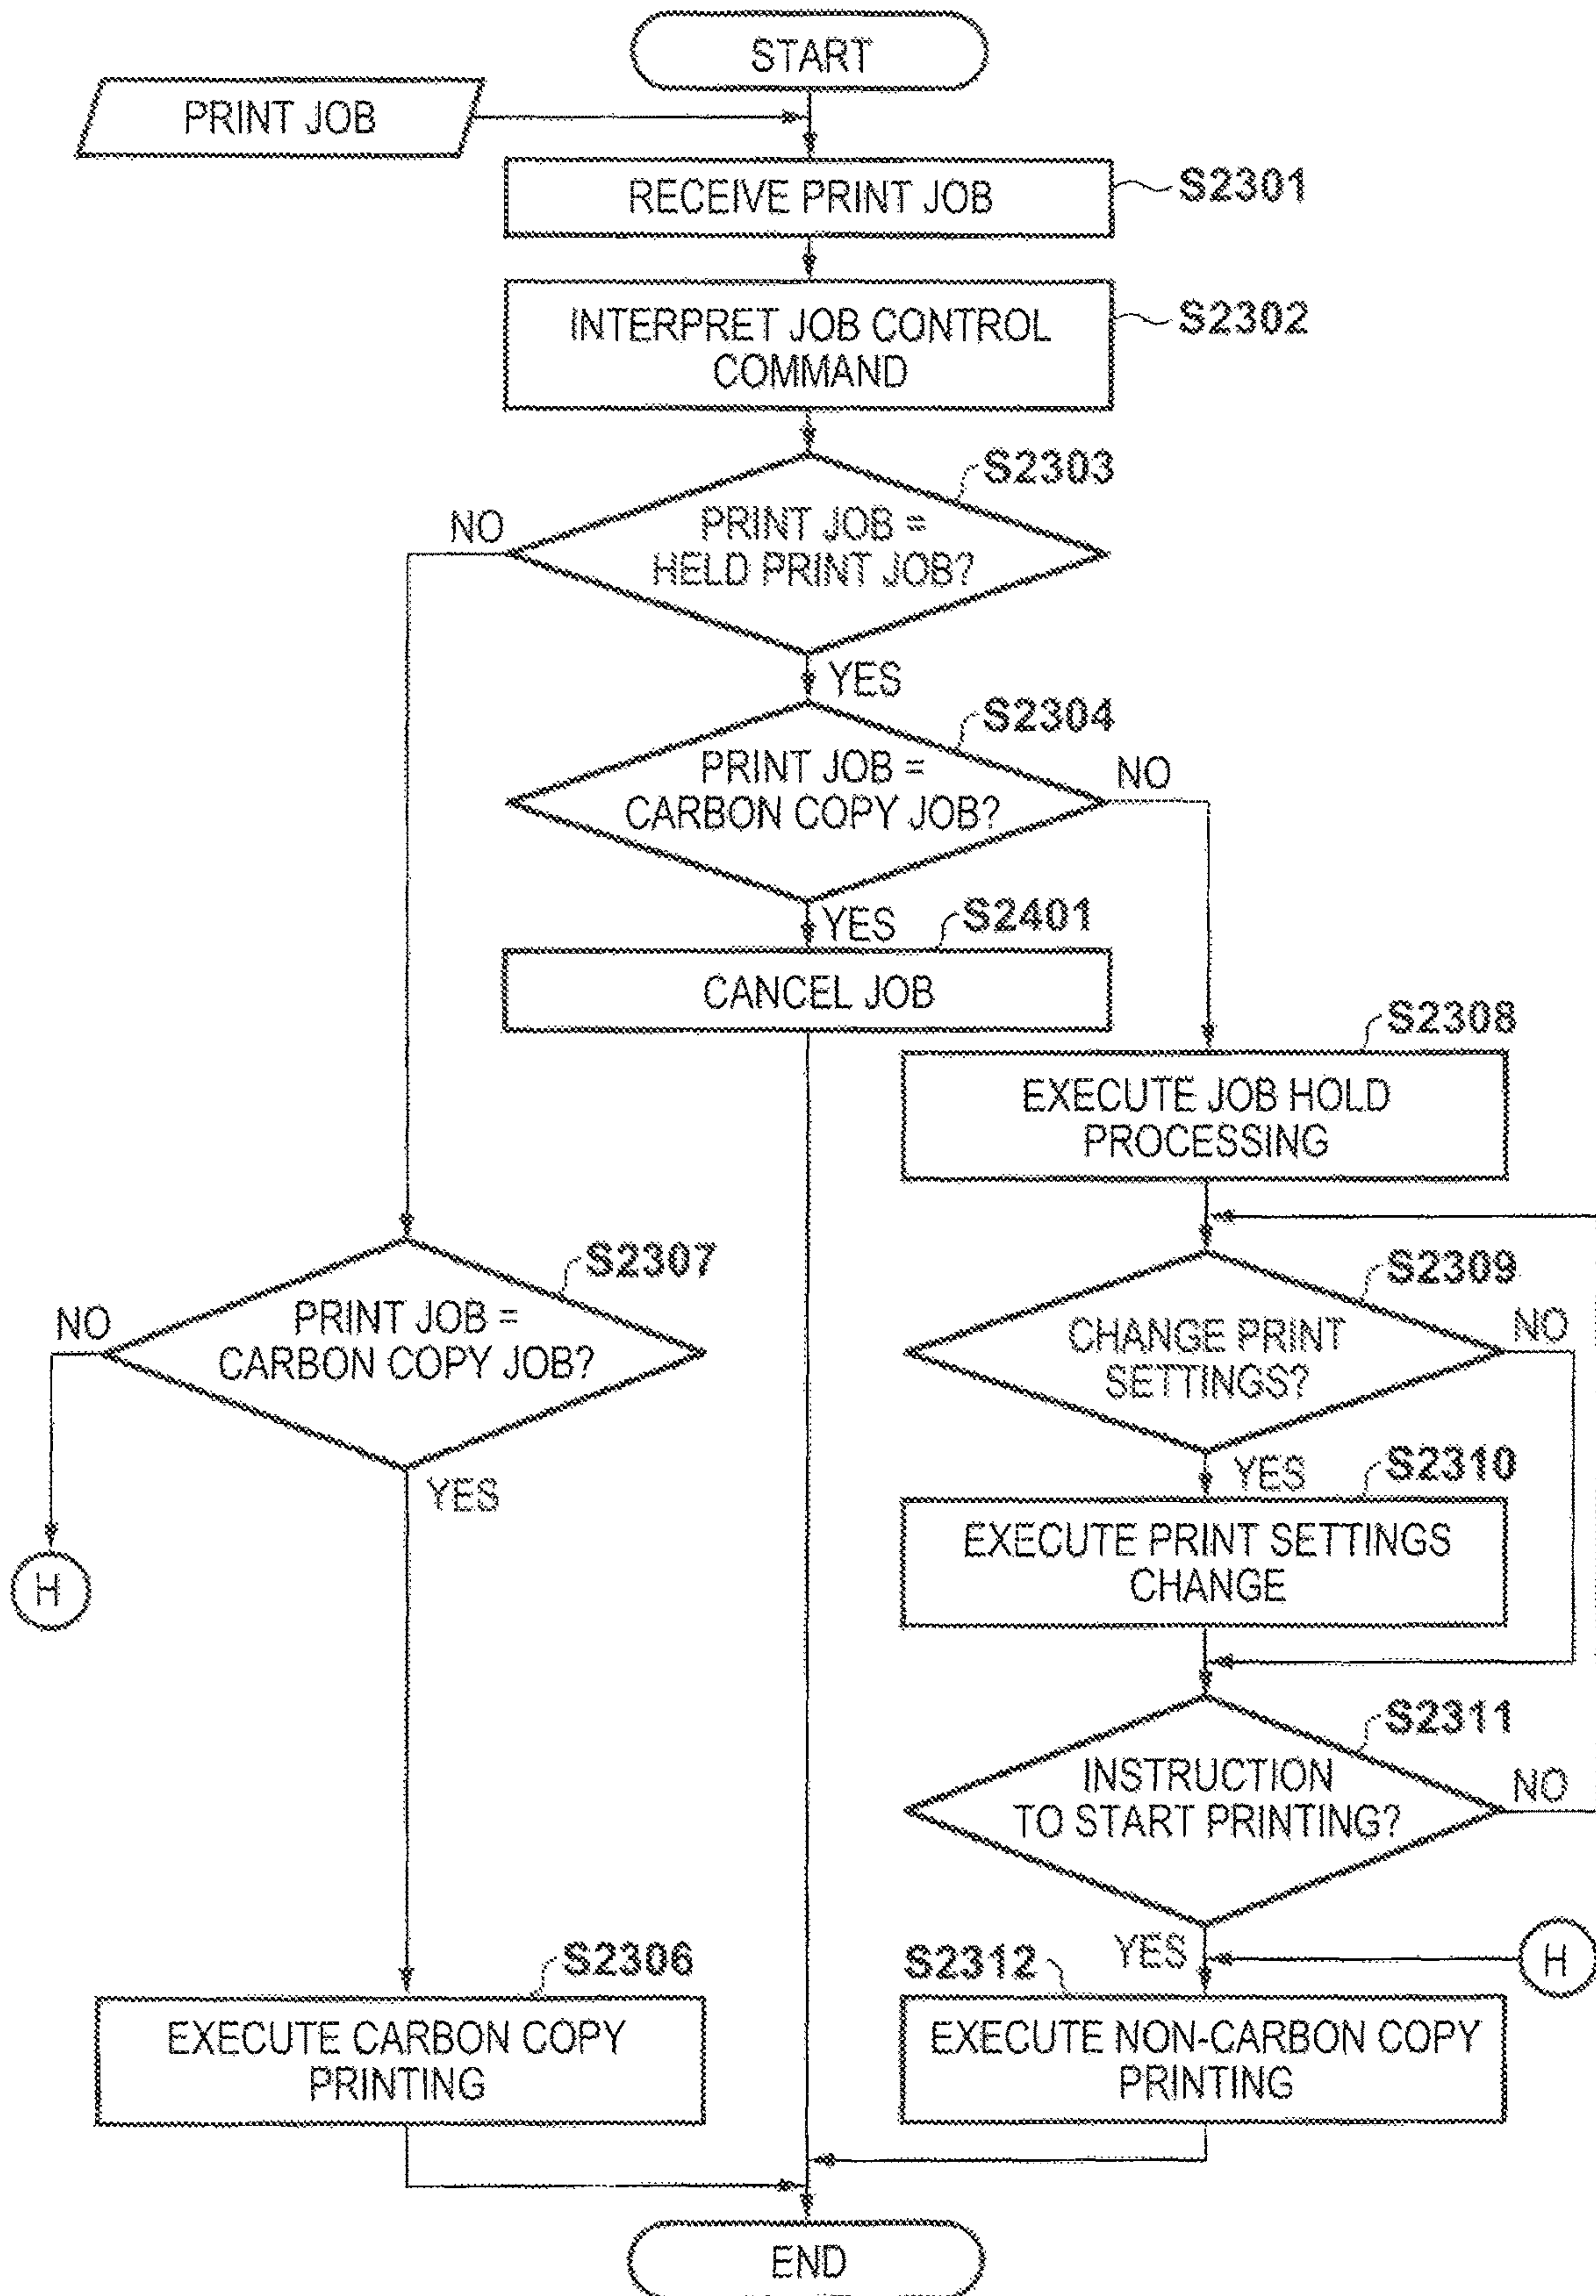 START
PRINT JOB
RECEIVE PRINT JOB
S2301
INTERPRET JOB CONTROL
COMMAND
S2302
S2303
NO
PRINT JOB =
HELD PRINT JOB?
YES
S2304
PRINT JOB =
CARBON COPY JOB?
NO
YES
S2401
CANCEL JOB
S2308
EXECUTE JOB HOLD
PROCESSING
S2307
NO
PRINT JOB =
CARBON COPY JOB?
YES
H
S2309
CHANGE PRINT
SETTINGS?
NO
YES
S2310
EXECUTE PRINT SETTINGS
CHANGE
S2311
INSTRUCTION
TO START PRINTING?
NO
YES
H
S2306
EXECUTE CARBON COPY
PRINTING
S2312
EXECUTE NON-CARBON COPY
PRINTING
END